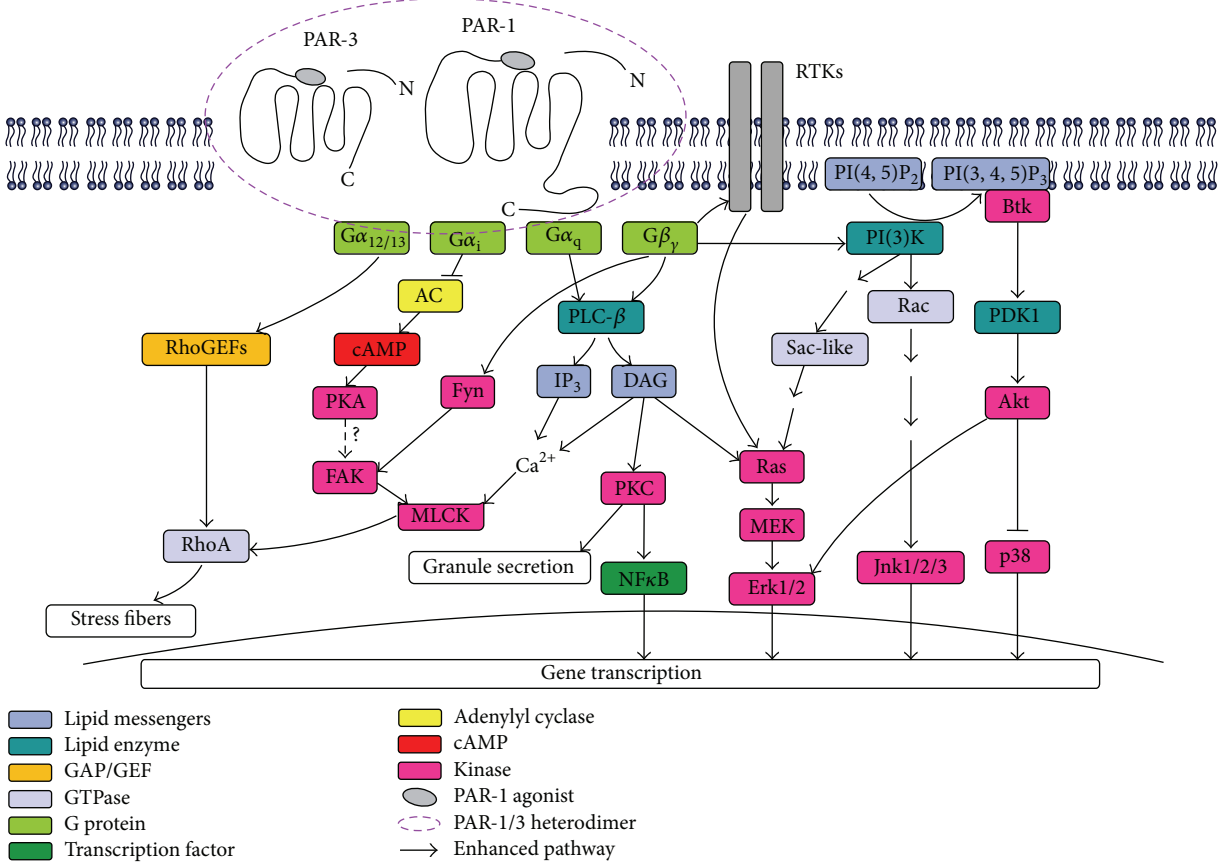 PAR-3
PAR-1
N
N
RTKs
C
C
PI(4, 5)P2
PI(3, 4, 5)P3
Btk
Gα12/13
Gαi
Gαq
Gβγ
PI(3)K
AC
Rac
PLC-β
PDK1
RhoGEFs
cAMP
Sac-like
IP3
DAG
Fyn
PKA
Akt
?
FAK
Ca2+
Ras
PKC
MLCK
MEK
RhoA
p38
Granule secretion
Jnk1/2/3
NFκB
Erk1/2
Stress fibers
Gene transcription
Lipid messengers
Lipid enzyme
GAP/GEF
GTPase
G protein
Transcription factor
Adenylyl cyclase
cAMP
Kinase
PAR-1 agonist
PAR-1/3 heterodimer
Enhanced pathway